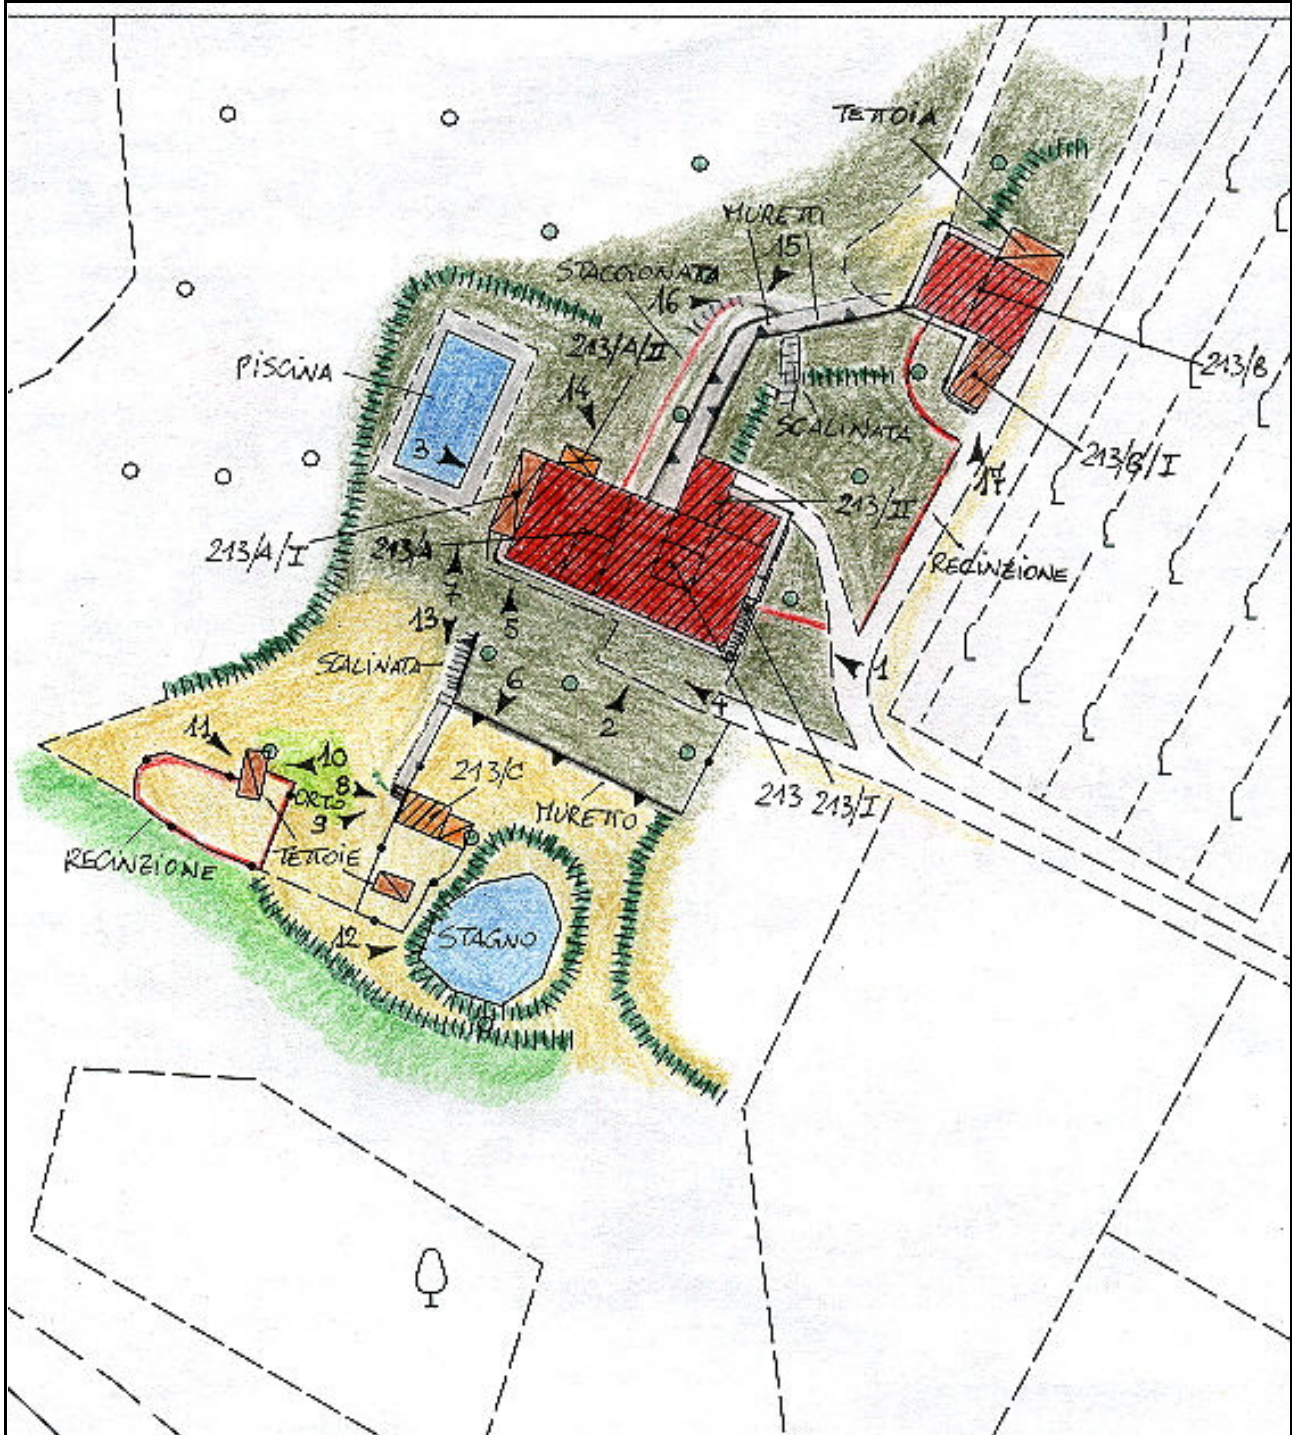 TETTOIA
MURETTI
15
STACCIONATA
16
213/A/II
213/B
PISCINA
14
SCALINATA
3
213/B/I
17
213/II
213/A/I
213/A
RECINZIONE
7
5
13
SCALINATA
1
6
4
2
11
10
8
213/C
ORTO
9
MURETTO
213
213/I
TETTOIE
RECINZIONE
12
STAGNO